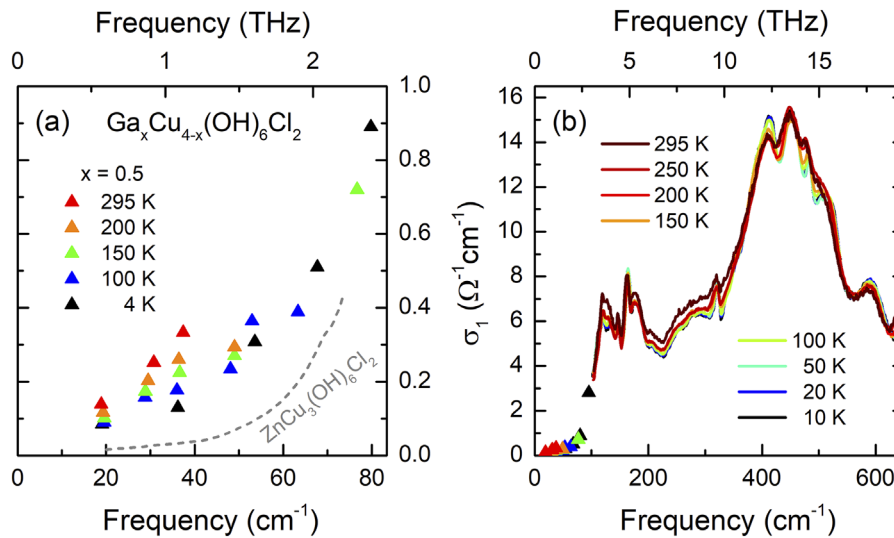 Frequency (THz)
0 1 2
(a) GaₓCu₄₋ₓ(OH)₆Cl₂
x = 0.5
295 K
200 K
150 K
100 K
4 K
ZnCu₃(OH)₆Cl₂
1.0
0.8
0.6
0.4
0.2
0.0
0 20 40 60 80
Frequency (cm⁻¹)
Frequency (THz)
0 5 10 15
(b)
295 K
250 K
200 K
150 K
100 K
50 K
20 K
10 K
σ₁ (Ω⁻¹cm⁻¹)
16
14
12
10
8
6
4
2
0
0 200 400 600
Frequency (cm⁻¹)